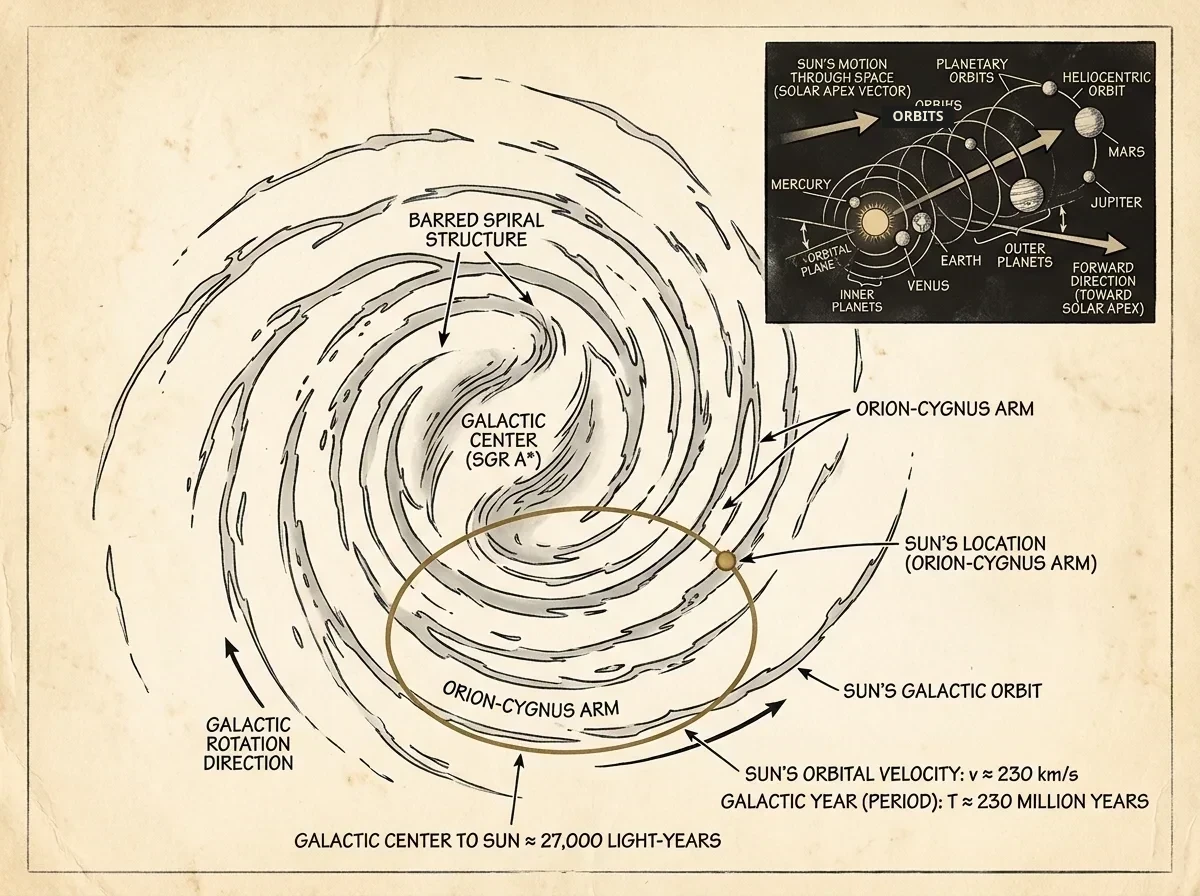 SUN'S MOTION
THROUGH SPACE
(SOLAR APEX VECTOR)
PLANETARY
ORBITS
HELIOCENTRIC
ORBIT
ORBITS
MARS
MERCURY
JUPITER
ORBITAL
PLANE
EARTH
OUTER
PLANETS
VENUS
INNER
PLANETS
FORWARD
DIRECTION
(TOWARD
SOLAR APEX)
BARRED SPIRAL
STRUCTURE
GALACTIC
CENTER
(SGR A*)
ORION-CYGNUS ARM
SUN'S LOCATION
(ORION-CYGNUS ARM)
ORION-CYGNUS ARM
SUN'S GALACTIC ORBIT
GALACTIC
ROTATION
DIRECTION
SUN'S ORBITAL VELOCITY: v ≈ 230 km/s
GALACTIC YEAR (PERIOD): T ≈ 230 MILLION YEARS
GALACTIC CENTER TO SUN ≈ 27,000 LIGHT-YEARS